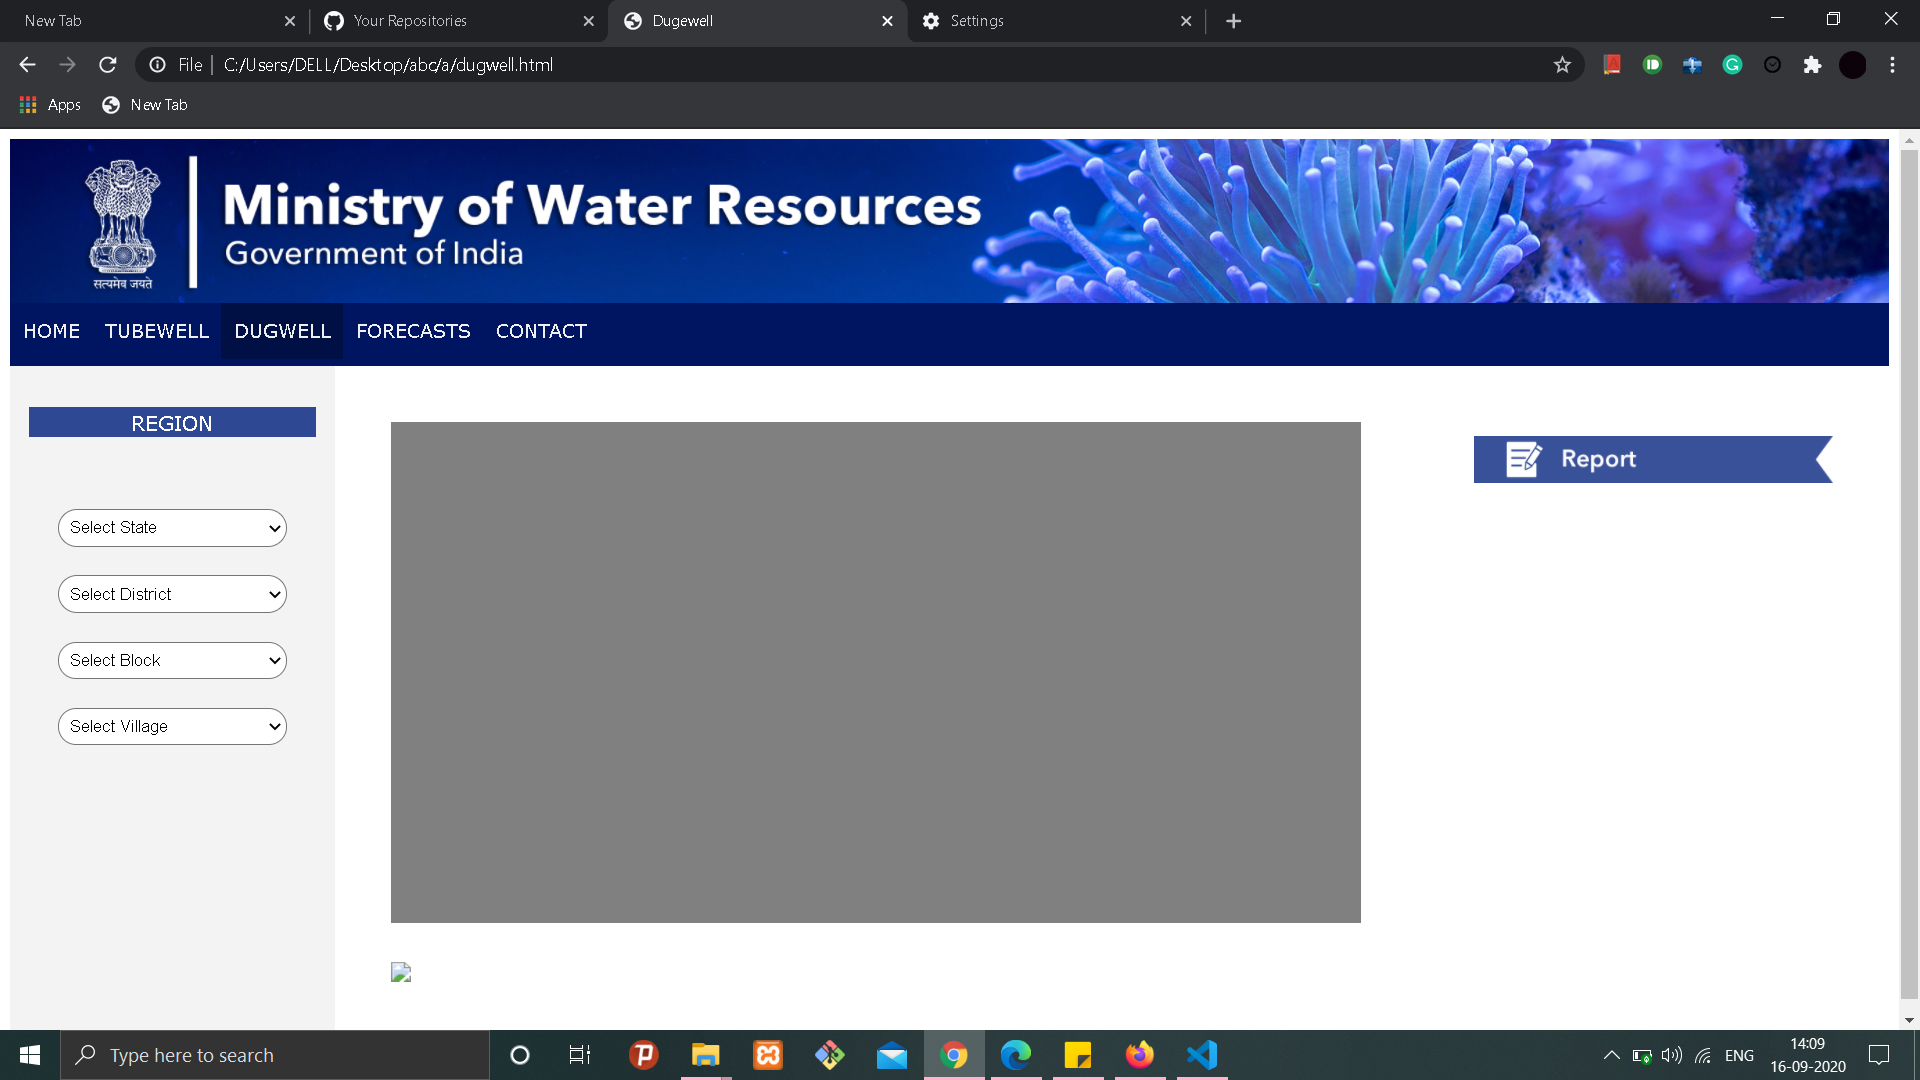 New Tab
Your Repositories
Dugewell
Settings
File
C:/Users/DELL/Desktop/abc/a/dugwell.html
Apps
New Tab
Ministry of Water Resources
Government of India
सत्यमेव जयते
HOME
TUBEWELL
DUGWELL
FORECASTS
CONTACT
REGION
Report
Select State
Select District
Select Block
Select Village
Type here to search
ENG
14:09
16-09-2020